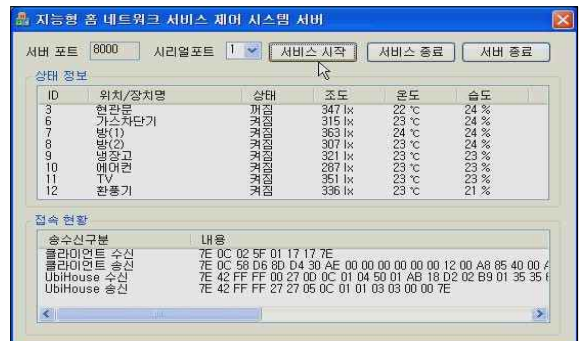 지능형 홈 네트워크 서비스 제어 시스템 서버
서버 포트 8000 시리얼포트 1 서비스 시작 서비스 종료 서버 종료
상태 정보
ID 위치/장치명 상태 조도 온도 습도
3 현관문 꺼짐 347 lx 22 ℃ 24 %
6 가스차단기 켜짐 315 lx 23 ℃ 24 %
7 방(1) 켜짐 363 lx 24 ℃ 24 %
8 방(2) 켜짐 307 lx 23 ℃ 24 %
9 냉장고 켜짐 321 lx 23 ℃ 23 %
10 에어컨 켜짐 287 lx 23 ℃ 23 %
11 TV 켜짐 351 lx 23 ℃ 23 %
12 환풍기 켜짐 336 lx 23 ℃ 21 %
접속 현황
송수신구분 내용
클라이언트 수신 7E 0C 02 5F 01 17 17 7E
클라이언트 송신 7E 0C 58 D6 8D D4 30 AE 00 00 00 00 00 00 12 00 A8 85 40 00
UbiHouse 수신 7E 42 FF FF 00 27 0D 0C 01 04 50 01 AB 18 D2 02 B9 01 35 35
UbiHouse 송신 7E 42 FF FF 27 27 05 0C 01 01 03 03 00 00 7E